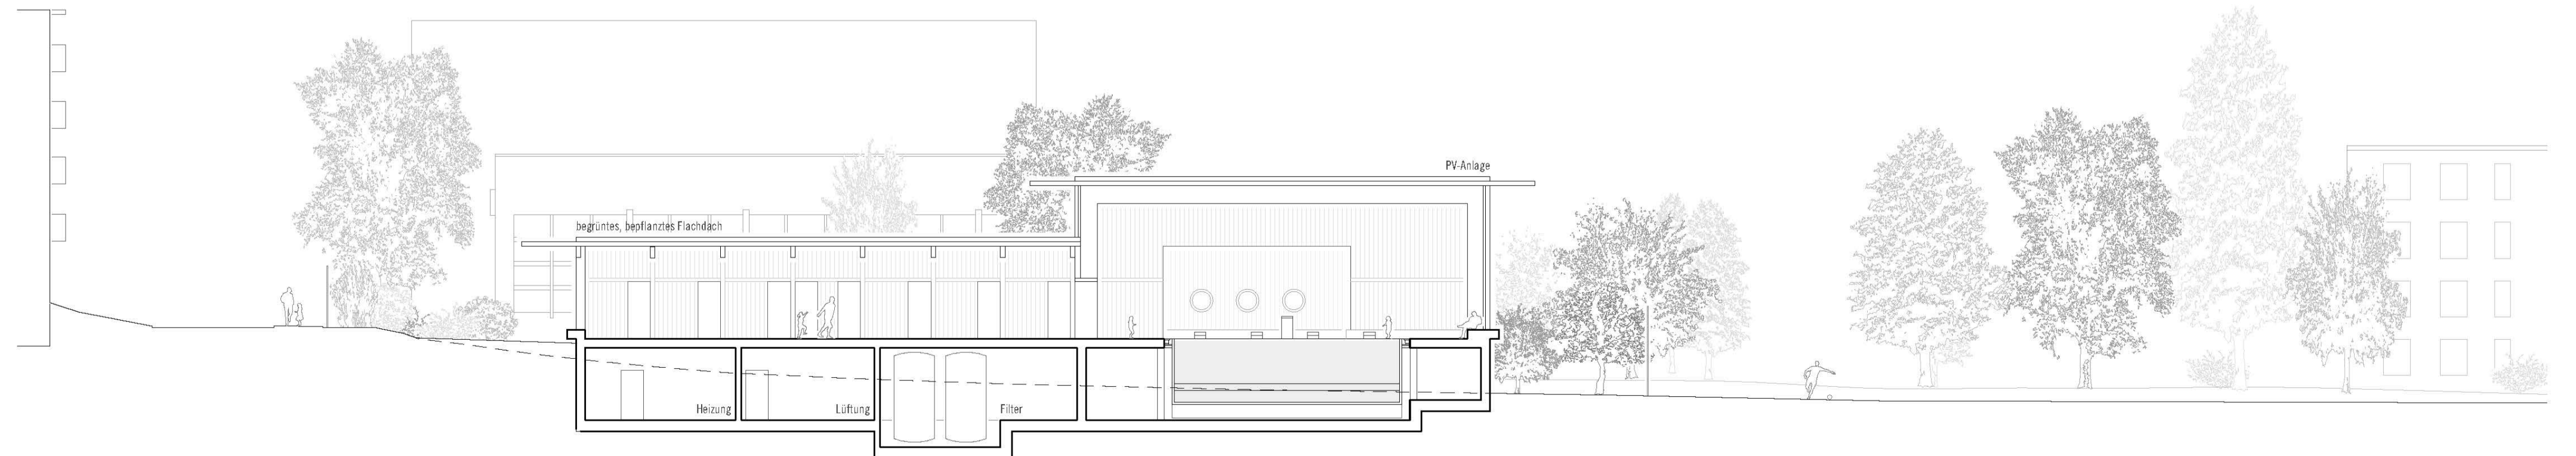 PV-Anlage
begrüntes, bepflanztes Flachdach
Heizung
Lüftung
Filter